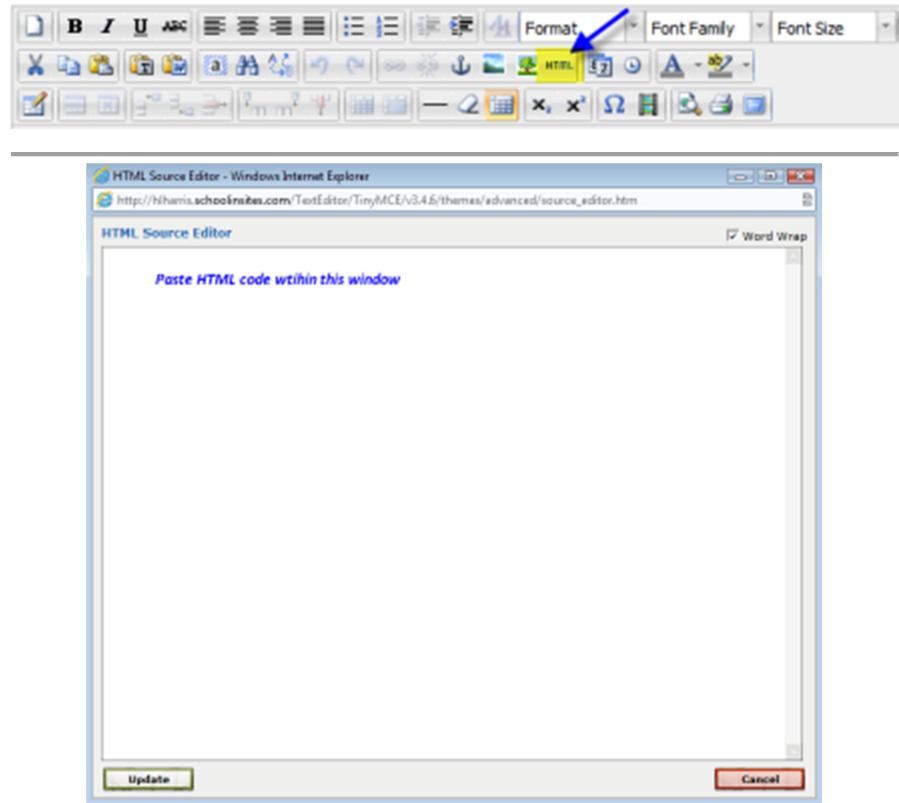 B I U ABC Format Font Family Font Size
HTML
HTML Source Editor - Windows Internet Explorer
http://hlharris.schoolinsites.com/TextEditor/TinyMCE/v3.4.6/themes/advanced/source_editor.htm
HTML Source Editor
Word Wrap
Paste HTML code wtihin this window
Update
Cancel